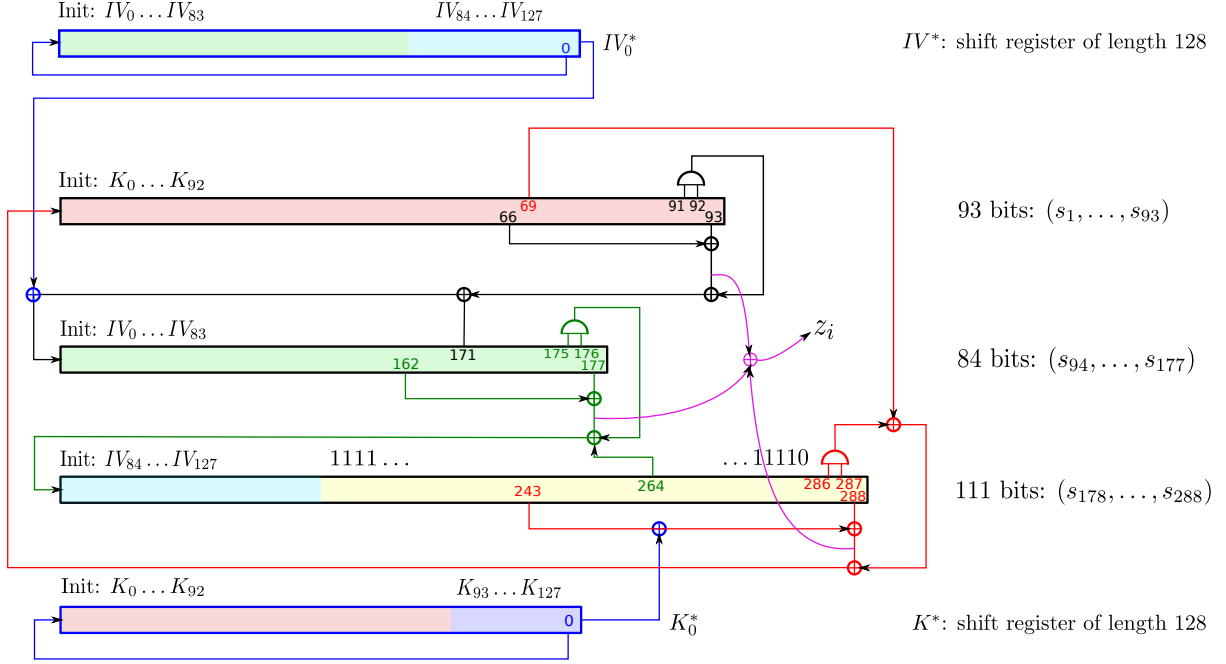 Init: IV₀ … IV₈₃ IV₈₄ … IV₁₂₇
0 IV₀* IV*: shift register of length 128
Init: K₀ … K₉₂
69 91 92
66 93
93 bits: (s₁, …, s₉₃)
Init: IV₀ … IV₈₃
171 175 176
162 177
zᵢ
84 bits: (s₉₄, …, s₁₇₇)
Init: IV₈₄ … IV₁₂₇ 1111 … … 11110
243 264 286 287
288
111 bits: (s₁₇₈, …, s₂₈₈)
Init: K₀ … K₉₂ K₉₃ … K₁₂₇
0 K₀* K*: shift register of length 128